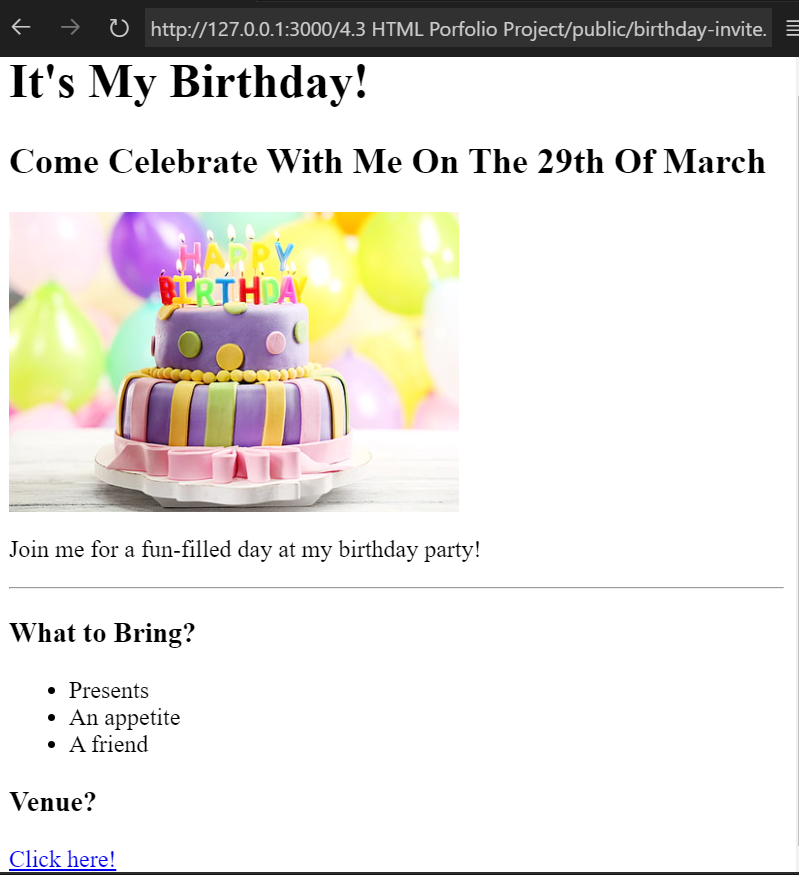 http://127.0.0.1:3000/4.3 HTML Porfolio Project/public/birthday-invite.
It's My Birthday!
Come Celebrate With Me On The 29th Of March
HAPPY
BIRTHDAY
Join me for a fun-filled day at my birthday party!
What to Bring?
• Presents
• An appetite
• A friend
Venue?
Click here!